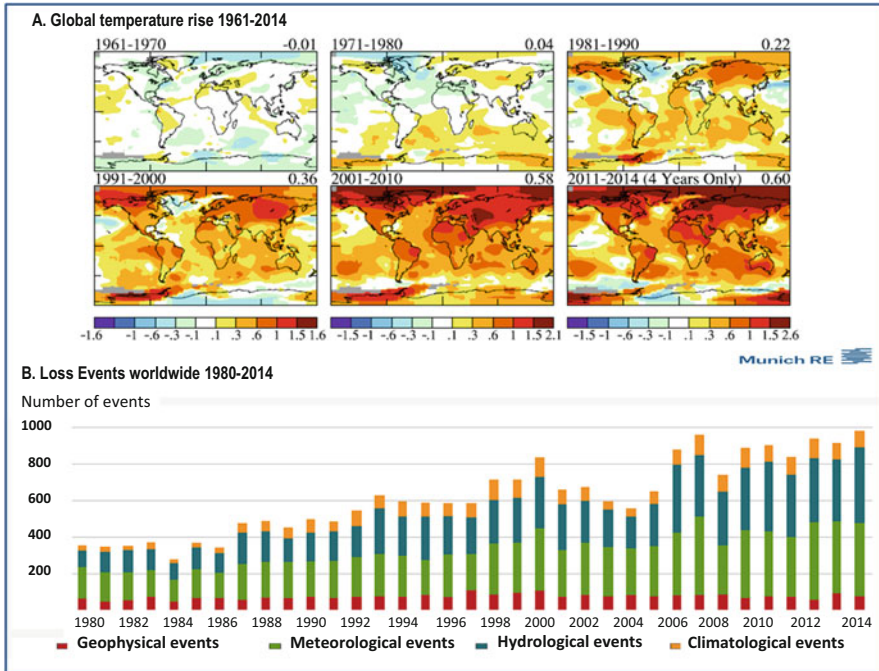 A. Global temperature rise 1961-2014
1961-1970 -0.01 1971-1980 0.04 1981-1990 0.22
1991-2000 0.36 2001-2010 0.58 2011-2014 (4 Years Only) 0.60
-1.6 -1 -.6 -.3 -.1 .1 .3 .6 1 1.5 1.6 -1.5 -1 -.6 -.3 -.1 .1 .3 .6 1 1.5 2.1 -1.5 -1 -.6 -.3 -.1 .1 .3 .6 1 1.5 2.6
Munich RE
B. Loss Events worldwide 1980-2014
Number of events
1000
800
600
400
200
1980 1982 1984 1986 1988 1990 1992 1994 1996 1998 2000 2002 2004 2006 2008 2010 2012 2014
Geophysical events Meteorological events Hydrological events Climatological events